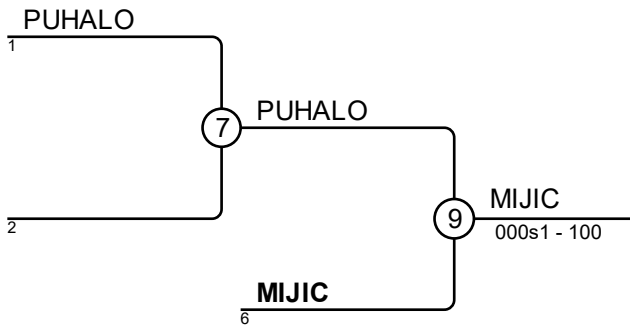 PUHALO
1
7
PUHALO
2
9
MIJIC
000s1 - 100
MIJIC
6